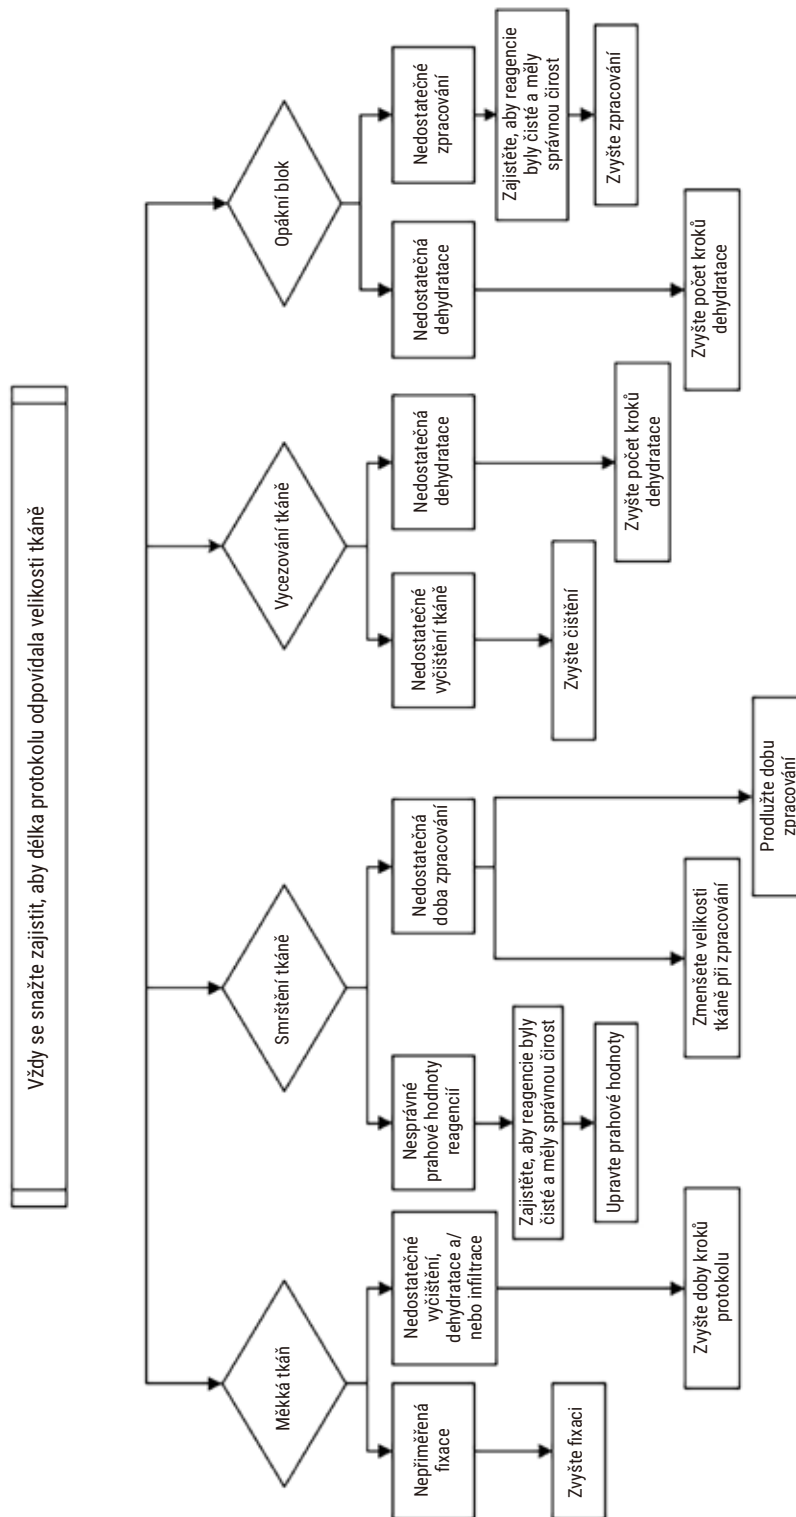 Vždy se snažte zajistit, aby délka protokolu odpovídala velikosti tkáně
Měkká tkáň
Smrštění tkáně
Vycezování tkáně
Opákní blok
Nepřiměřená
fixace
Nedostatečné
vyčištění,
dehydratace a/
nebo infiltrace
Nesprávné
prahové hodnoty
reagencií
Nedostatečná
doba zpracování
Nedostatečné
vyčištění tkáně
Nedostatečná
dehydratace
Nedostatečná
dehydratace
Nedostatečné
zpracování
Zajistěte, aby reagencie byly
čisté a měly správnou čirost
Zajistěte, aby reagencie
byly čisté a měly
správnou čirost
Zvyšte fixaci
Upravte prahové hodnoty
Zvyšte čištění
Zvyšte počet kroků
dehydratace
Zvyšte zpracování
Zvyšte doby kroků
protokolu
Zmenšete velikosti
tkáně při zpracování
Prodlužte dobu
zpracování
Zvyšte počet kroků
dehydratace